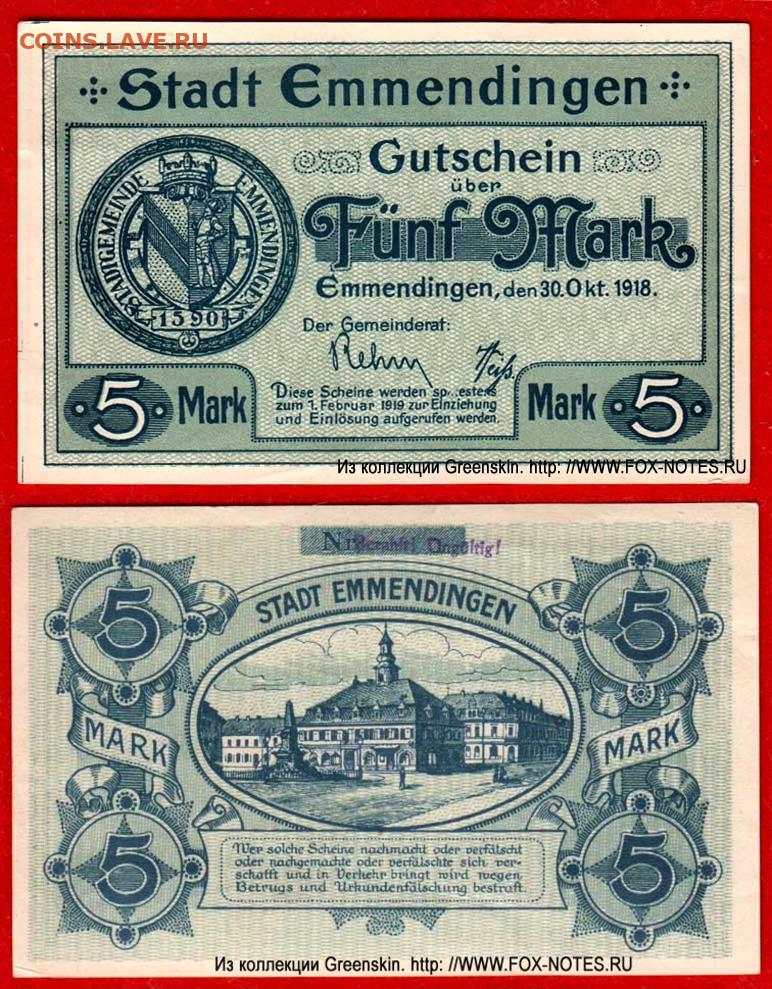 COINS.LAVE.RU
Stadt Emmendingen
Gutschein
über
Fünf Mark
Emmendingen, den 30. Okt. 1918.
STADTGEMEINDE EMMENDINGEN
1590
Der Gemeinderat:
Rehm
5 Mark
Mark 5
Diese Scheine werden
zum 1. Februar 1919 zur Einziehung
und Einlösung aufgerufen werden.
Из коллекции Greenskin. http: //WWW.FOX-NOTES.RU
Nr. Ungültig!
5 5
STADT EMMENDINGEN
MARK MARK
5 5
Wer solche Scheine nachmacht oder verfälscht
oder nachgemachte oder verfälschte sich ver-
schafft und in Verkehr bringt wird wegen
Betrugs und Urkundenfälschung bestraft.
Из коллекции Greenskin. http: //WWW.FOX-NOTES.RU